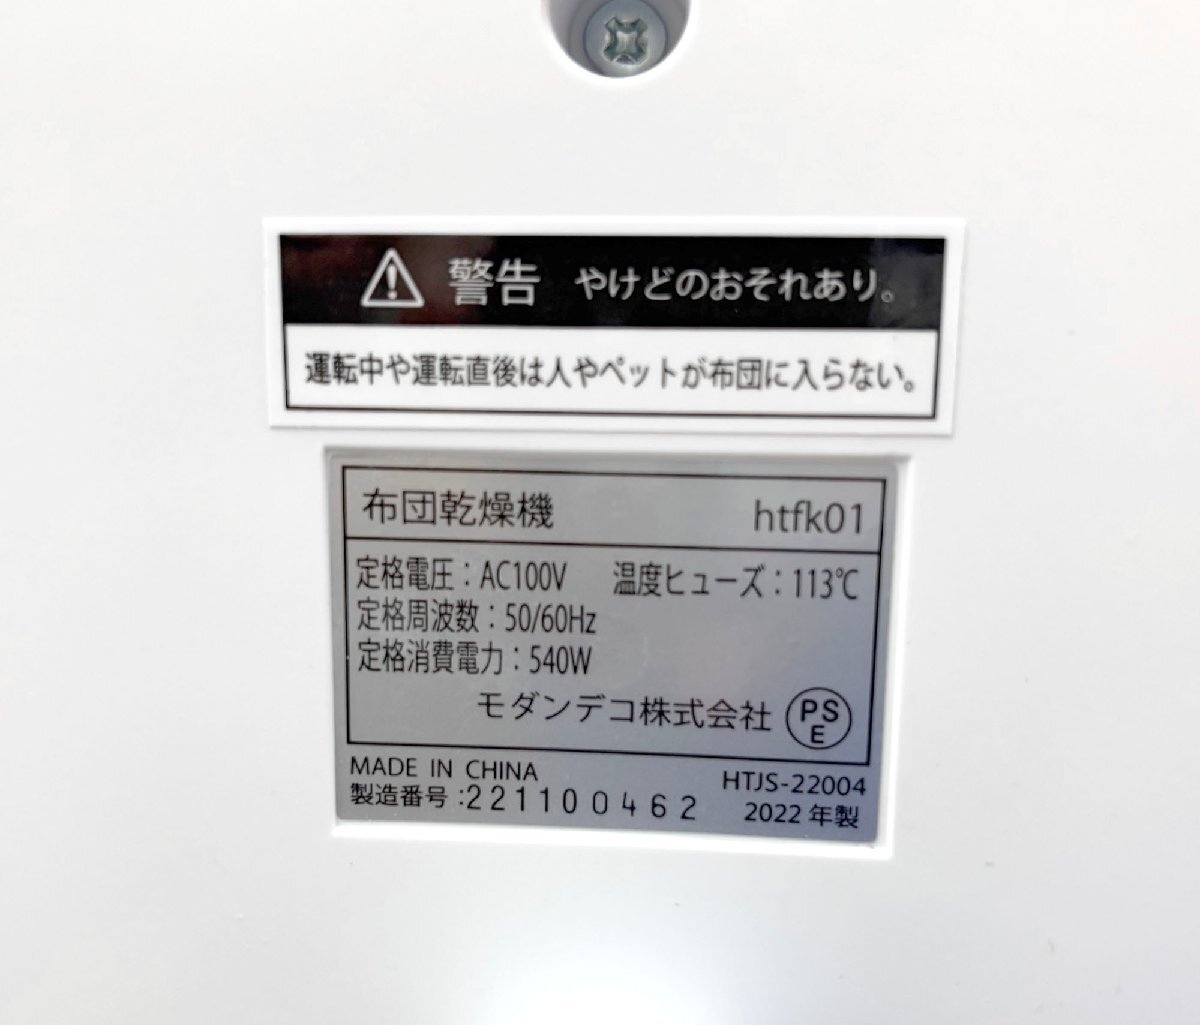 警告 やけどのおそれあり。
運転中や運転直後は人やペットが布団に入らない。
布団乾燥機 htfk01
定格電圧：AC100V 温度ヒューズ：113℃
定格周波数：50/60Hz
定格消費電力：540W
モダンデコ株式会社 PSE
MADE IN CHINA HTJS-22004
製造番号：221100462 2022年製